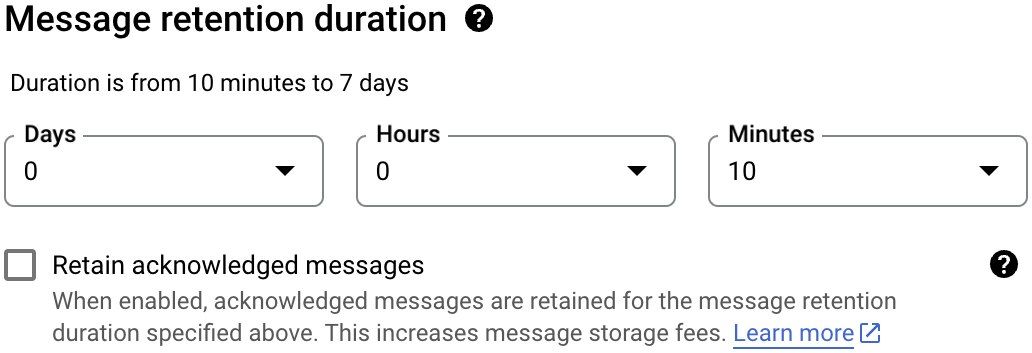 Message retention duration
Duration is from 10 minutes to 7 days
Days Hours Minutes
0 0 10
Retain acknowledged messages
When enabled, acknowledged messages are retained for the message retention
duration specified above. This increases message storage fees. Learn more